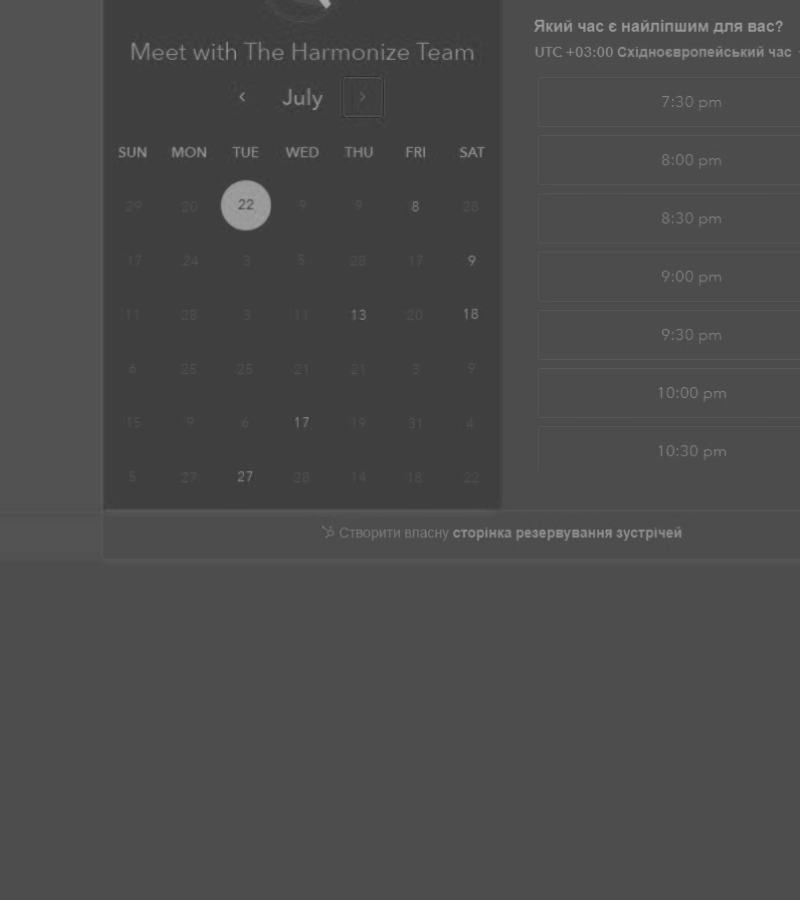 Meet with The Harmonize Team
July
SUN MON TUE WED THU FRI SAT
29 20 22 9 9 8 28
17 24 3 5 28 17 9
11 28 3 11 13 20 18
6 25 25 21 21 3 9
15 9 6 17 19 31 4
5 27 27 28 14 18 22
Який час є найліпшим для вас?
UTC +03:00 Східноєвропейський час
7:30 pm
8:00 pm
8:30 pm
9:00 pm
9:30 pm
10:00 pm
10:30 pm
Створити власну сторінка резервування зустрічей